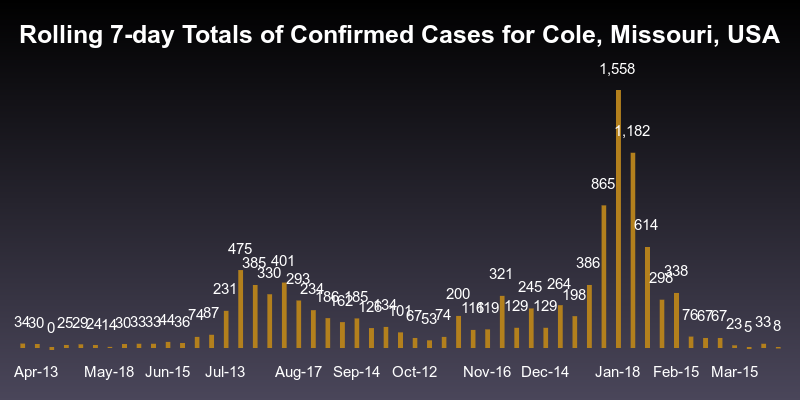 Rolling 7-day Totals of Confirmed Cases for Cole, Missouri, USA
1,558
1,182
865
614
475
385 330 401 293 234 186 162 185 126 134 101 67 53 74 200 116 119 321 129 245 129 264 198 386 298 338
34 30 0 25 29 24 14 30 33 33 44 36 74 87 231 76 67 67 23 5 33 8
Apr-13 May-18 Jun-15 Jul-13 Aug-17 Sep-14 Oct-12 Nov-16 Dec-14 Jan-18 Feb-15 Mar-15